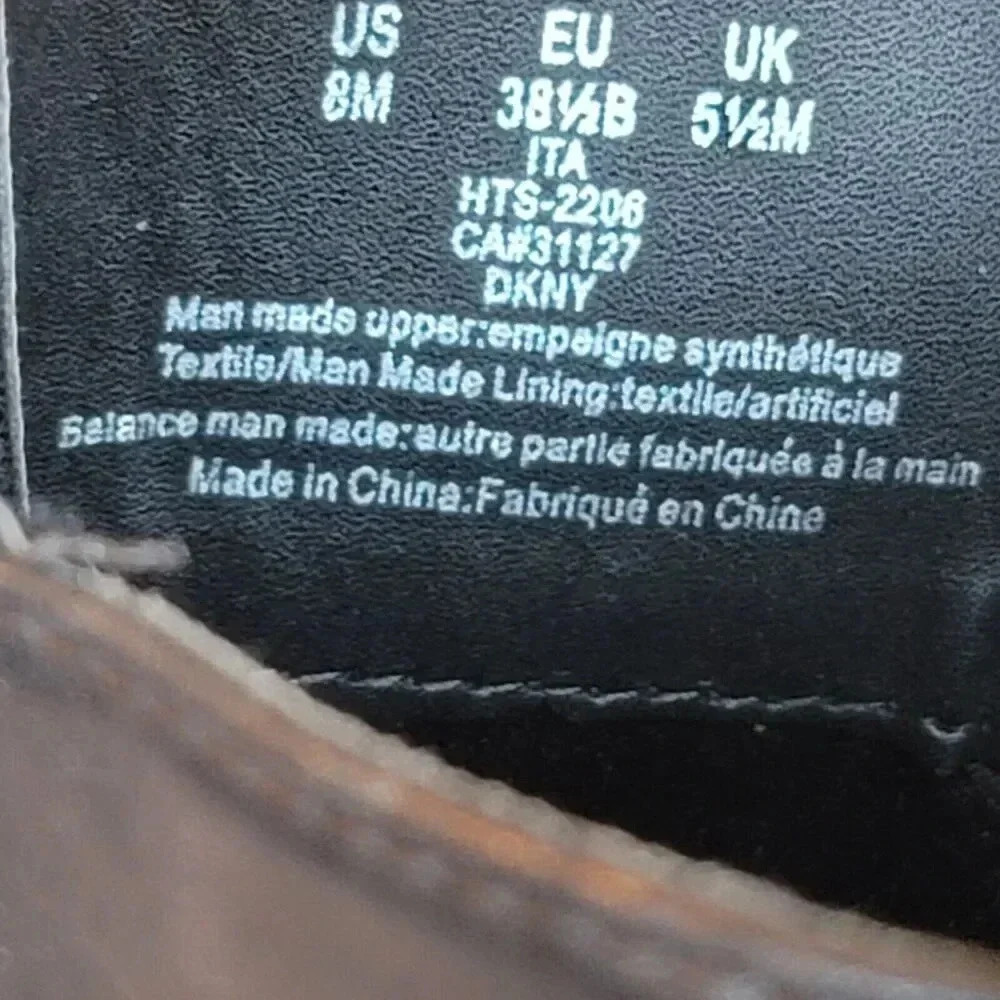 US EU UK
8M 38½B 5½M
ITA
HTS-2206
CA#31127
DKNY
Man made upper:empeigne synthétique
Textile/Man Made Lining:textile/artificiel
Balance man made:autre partie fabriquée à la main
Made in China:Fabriqué en Chine